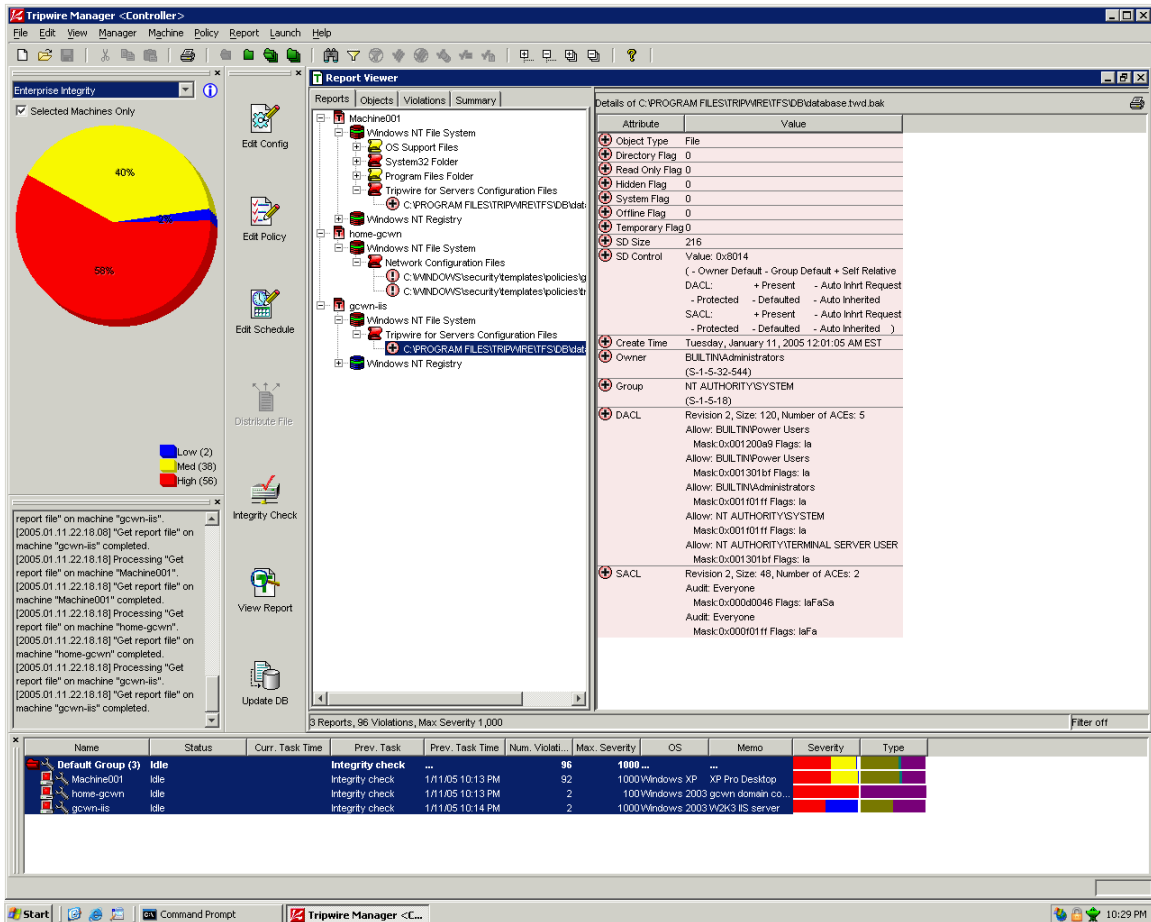 Tripwire Manager <Controller>
File Edit View Manager Machine Policy Report Launch Help
Enterprise Integrity
Selected Machines Only
40%
2%
58%
Low (2)
Med (38)
High (56)
report file" on machine "gcwn-iis".
[2005.01.11.22.18.08] "Get report file" on
machine "gcwn-iis" completed.
[2005.01.11.22.18.18] Processing "Get
report file" on machine "Machine001".
[2005.01.11.22.18.18] "Get report file" on
machine "Machine001" completed.
[2005.01.11.22.18.18] Processing "Get
report file" on machine "home-gcwn".
[2005.01.11.22.18.18] "Get report file" on
machine "home-gcwn" completed.
[2005.01.11.22.18.18] Processing "Get
report file" on machine "gcwn-iis".
[2005.01.11.22.18.18] "Get report file" on
machine "gcwn-iis" completed.
Edit Config
Edit Policy
Edit Schedule
Distribute File
Integrity Check
View Report
Update DB
Report Viewer
Reports Objects Violations Summary
Machine001
Windows NT File System
OS Support Files
System32 Folder
Program Files Folder
Tripwire for Servers Configuration Files
C:\PROGRAM FILES\TRIPWIRE\TFS\DB\data
Windows NT Registry
home-gcwn
Windows NT File System
Network Configuration Files
C:\WINDOWS\security\templates\policies\g
C:\WINDOWS\security\templates\policies\tr
gcwn-iis
Windows NT File System
Tripwire for Servers Configuration Files
C:\PROGRAM FILES\TRIPWIRE\TFS\DB\data
Windows NT Registry
Details of C:\PROGRAM FILES\TRIPWIRE\TFS\DB\database.twd.bak
Attribute Value
Object Type File
Directory Flag 0
Read Only Flag 0
Hidden Flag 0
System Flag 0
Offline Flag 0
Temporary Flag 0
SD Size 216
SD Control Value: 0x8014
( - Owner Default - Group Default + Self Relative
DACL: + Present - Auto Inhrt Request
- Protected - Defaulted - Auto Inherited
SACL: + Present - Auto Inhrt Request
- Protected - Defaulted - Auto Inherited )
Create Time Tuesday, January 11, 2005 12:01:05 AM EST
Owner BUILTIN\Administrators
(S-1-5-32-544)
Group NT AUTHORITY\SYSTEM
(S-1-5-18)
DACL Revision 2, Size: 120, Number of ACEs: 5
Allow: BUILTIN\Power Users
Mask:0x001200a9 Flags: Ia
Allow: BUILTIN\Power Users
Mask:0x001301bf Flags: Ia
Allow: BUILTIN\Administrators
Mask:0x001f01ff Flags: Ia
Allow: NT AUTHORITY\SYSTEM
Mask:0x001f01ff Flags: Ia
Allow: NT AUTHORITY\TERMINAL SERVER USER
Mask:0x001301bf Flags: Ia
SACL Revision 2, Size: 48, Number of ACEs: 2
Audit: Everyone
Mask:0x000d0046 Flags: IaFaSa
Audit: Everyone
Mask:0x000f01ff Flags: IaFa
3 Reports, 96 Violations, Max Severity 1,000
Filter off
Name Status Curr. Task Time Prev. Task Prev. Task Time Num. Violati... Max. Severity OS Memo Severity Type
Default Group (3) Idle Integrity check ... 96 1000 ... ...
Machine001 Idle Integrity check 1/11/05 10:13 PM 92 1000 Windows XP XP Pro Desktop
home-gcwn Idle Integrity check 1/11/05 10:13 PM 2 100 Windows 2003 gcwn domain co...
gcwn-iis Idle Integrity check 1/11/05 10:14 PM 2 1000 Windows 2003 W2K3 IIS server
Start Command Prompt Tripwire Manager <C... 10:29 PM